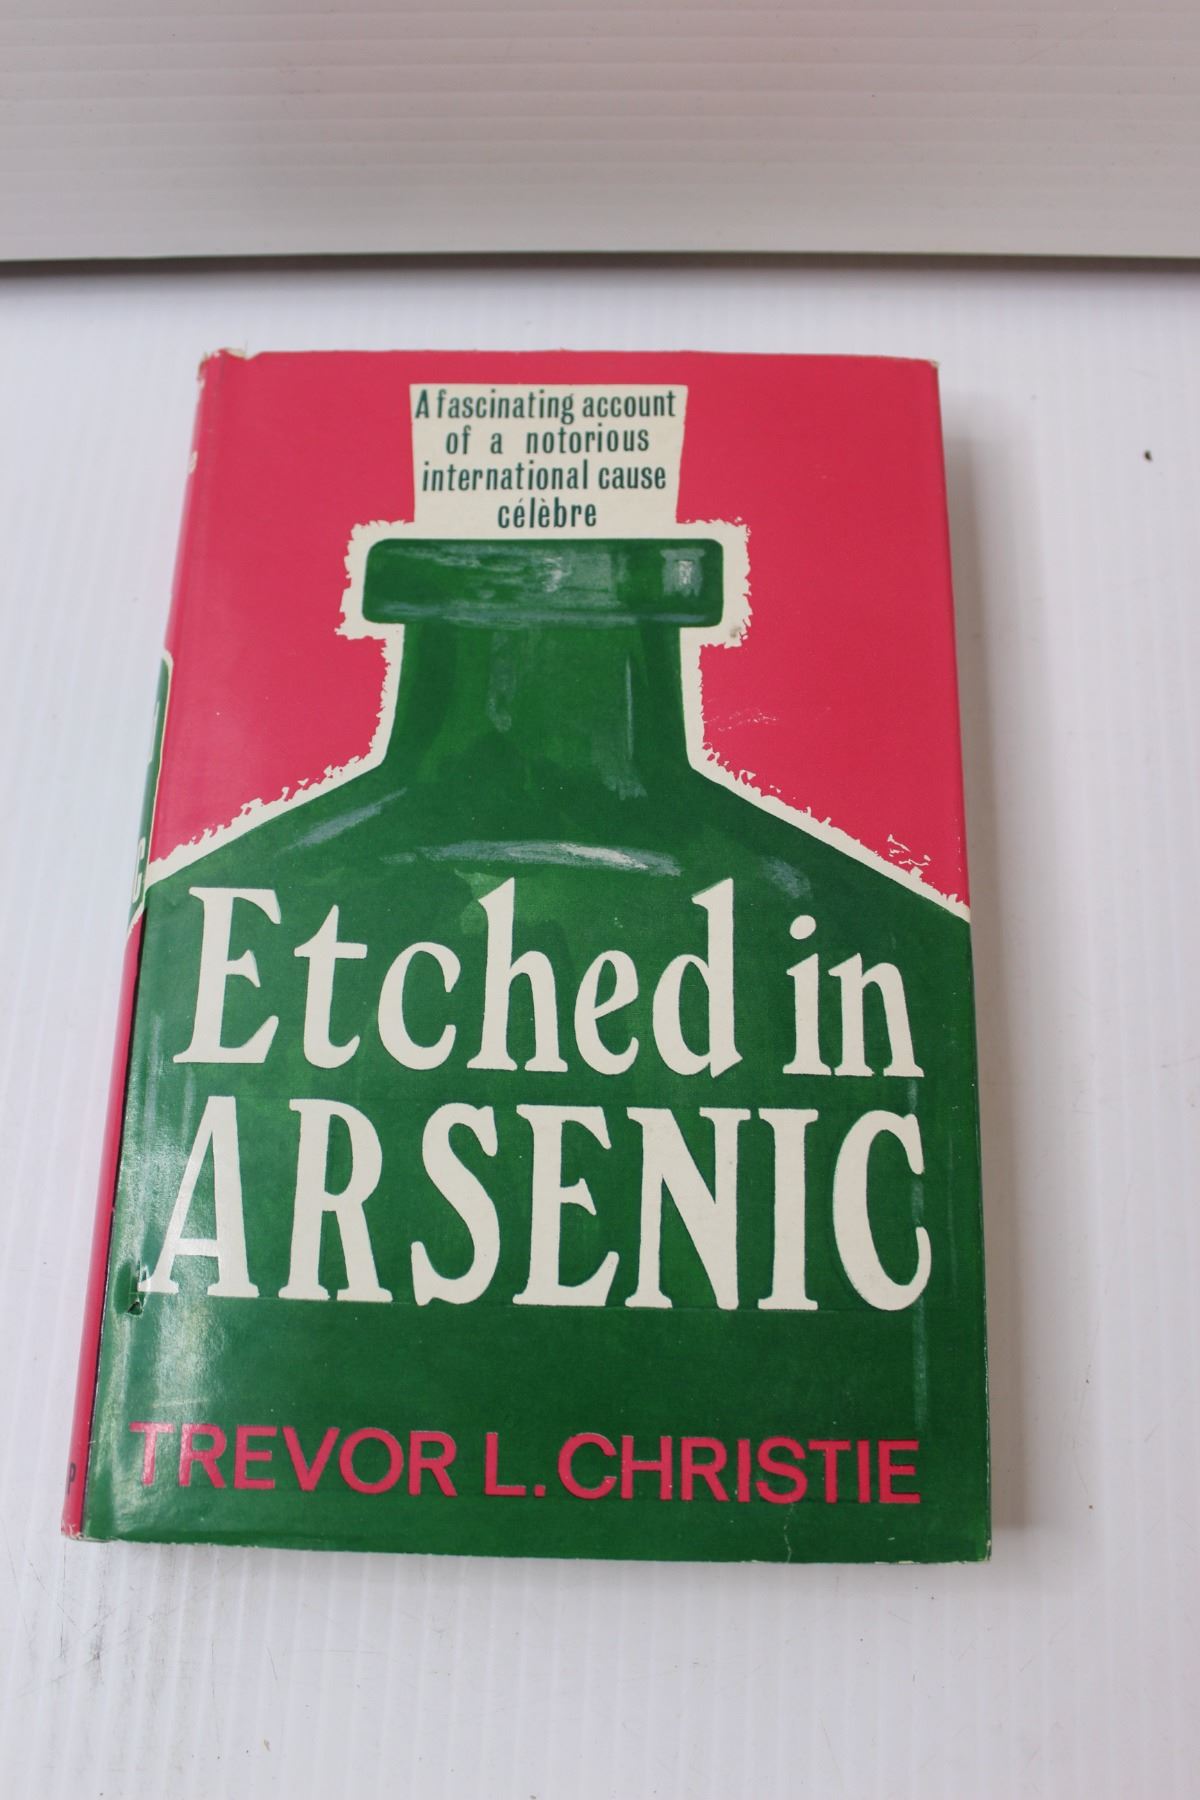 A fascinating account
of a notorious
international cause
célèbre
Etched in
ARSENIC
TREVOR L. CHRISTIE